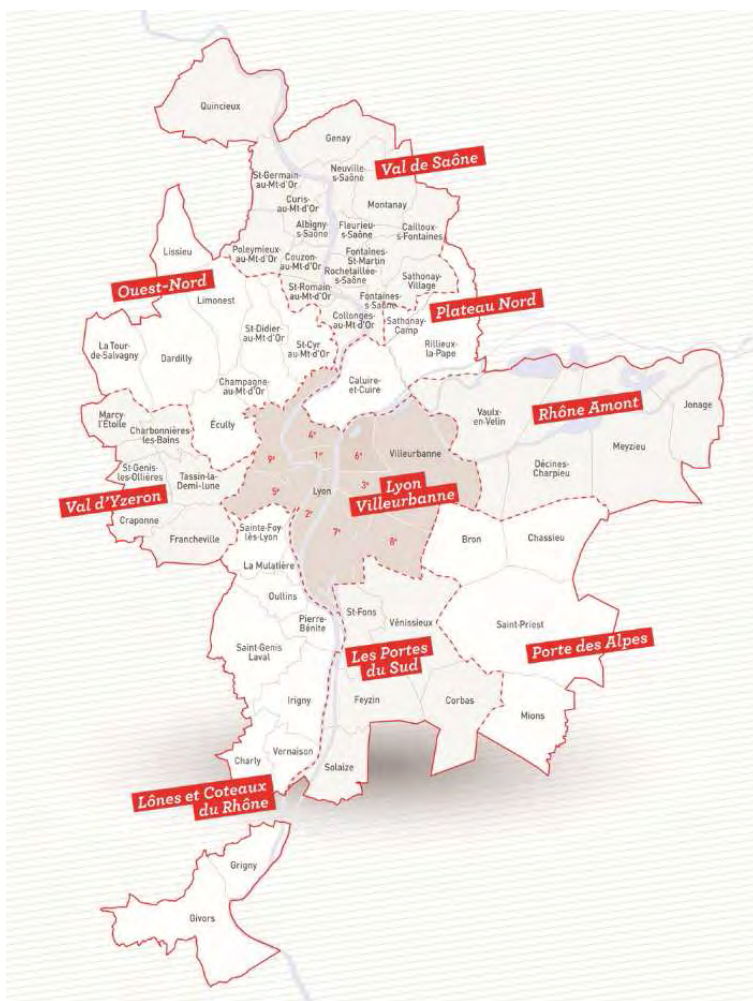 Quincieux
Genay
Val de Saône
St-Germain
-au-Mt-d'Or
Neuville
-s-Saône
Curis
-au-Mt-d'Or
Montanay
Albigny
-s-Saône
Fleurieu
-s-Saône
Cailloux
-s-Fontaines
Lissieu
Poleymieux
-au-Mt-d'Or
Couzon
-au-Mt-d'Or
Fontaines
-St-Martin
Rochetaillée
-s-Saône
Sathonay
-Village
Ouest-Nord
Limonest
St-Romain
-au-Mt-d'Or
Fontaines
-s-Saône
Plateau Nord
Collonges
-au-Mt-d'Or
Sathonay
-Camp
St-Didier
-au-Mt-d'Or
St-Cyr
-au-Mt-d'Or
Rillieux
-la-Pape
La Tour
-de-Salvagny
Dardilly
Champagne
-au-Mt-d'Or
Caluire
-et-Cuire
Rhône Amont
Jonage
Marcy-
l'Étoile
Charbonnières
-les-Bains
Écully
Vaulx
-en-Velin
Meyzieu
4e
1e
6e
Villeurbanne
9e
St-Genis
-les-Ollières
Tassin-la
-Demi-lune
Décines
-Charpieu
5e
Lyon
3e
Lyon
Villeurbanne
Val d'Yzeron
Craponne
Francheville
2e
7e
8e
Sainte-Foy
-lès-Lyon
Bron
Chassieu
La Mulatière
Oullins
Pierre-
Bénite
St-Fons
Vénissieux
Saint-Priest
Saint-Genis
Laval
Les Portes
du Sud
Porte des Alpes
Irigny
Feyzin
Corbas
Mions
Charly
Vernaison
Solaize
Lônes et Coteaux
du Rhône
Grigny
Givors